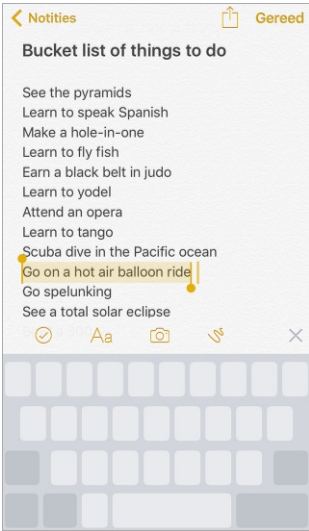 Notities
Gereed
Bucket list of things to do
See the pyramids
Learn to speak Spanish
Make a hole-in-one
Learn to fly fish
Earn a black belt in judo
Learn to yodel
Attend an opera
Learn to tango
Scuba dive in the Pacific ocean
Go on a hot air balloon ride
Go spelunking
See a total solar eclipse
Aa